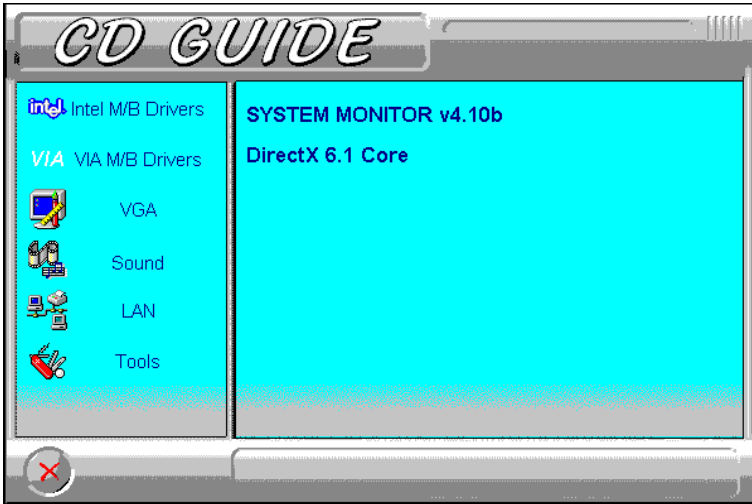 CD GUIDE
intel. Intel M/B Drivers
VIA VIA M/B Drivers
VGA
Sound
LAN
Tools
SYSTEM MONITOR v4.10b
DirectX 6.1 Core